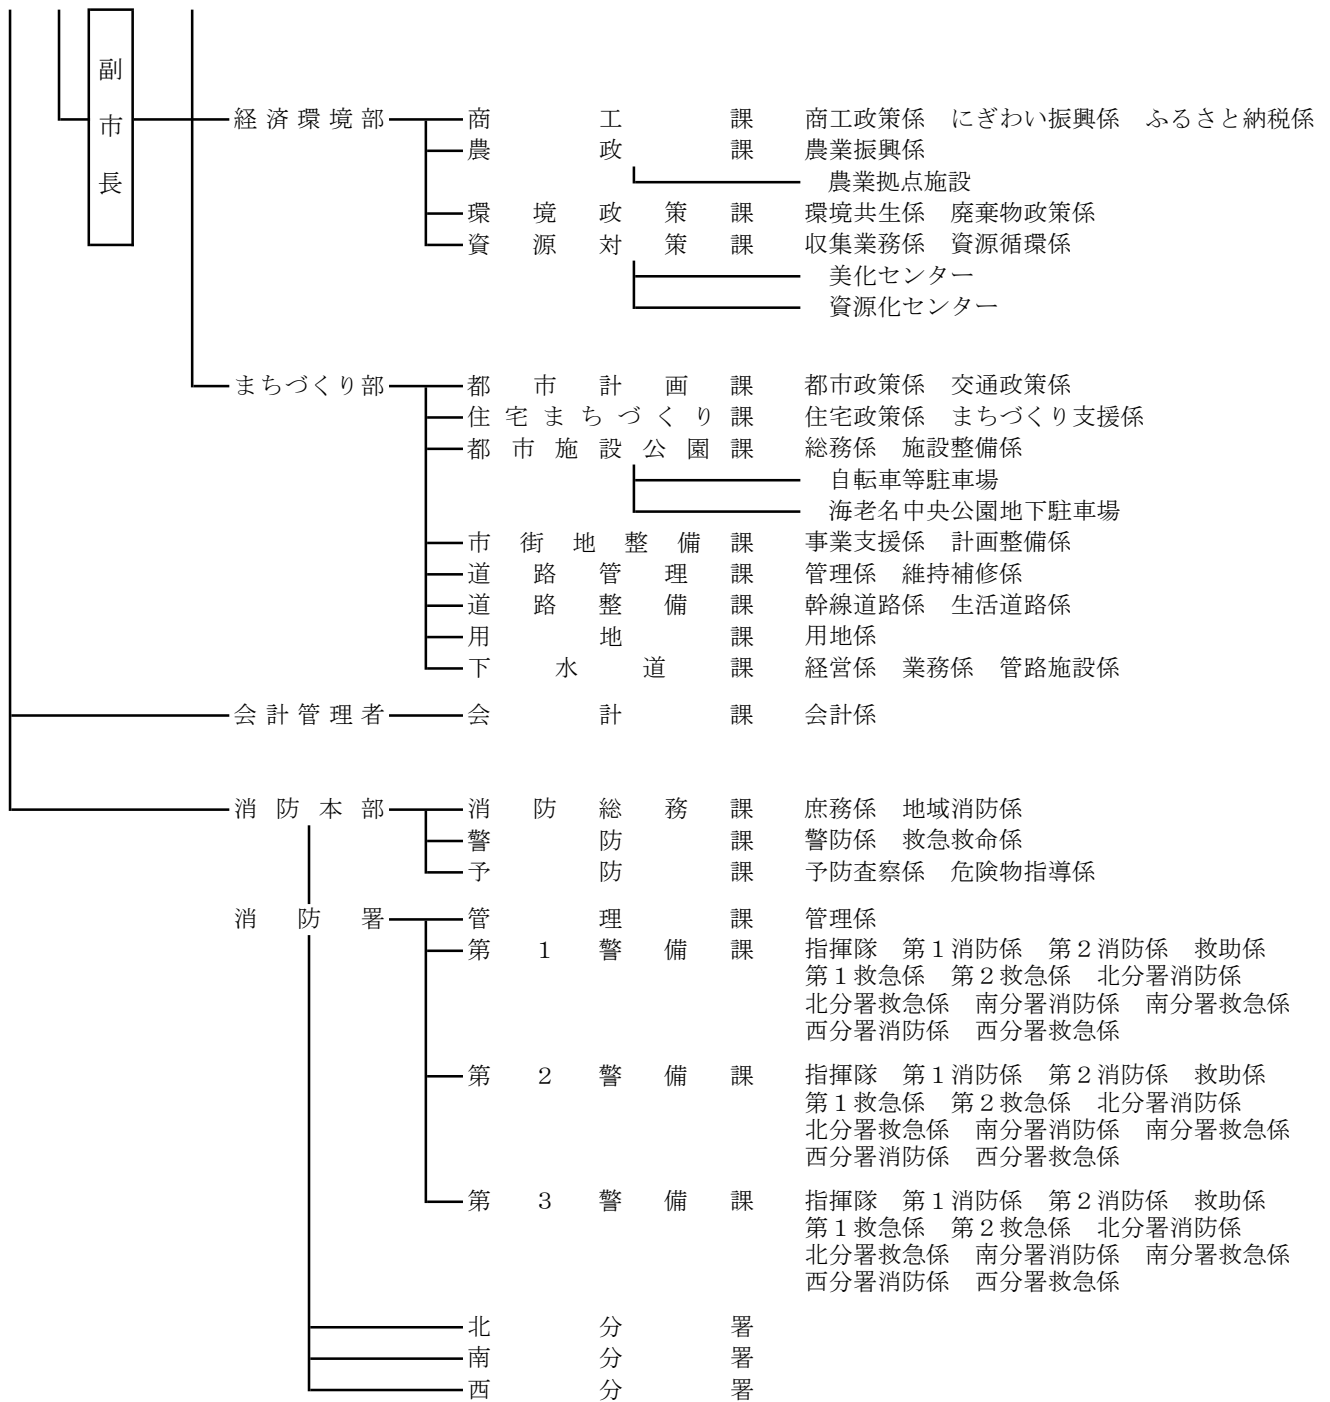 副市長
経済環境部 商工課 商工政策係 にぎわい振興係 ふるさと納税係
農政課 農業振興係
農業拠点施設
環境政策課 環境共生係 廃棄物政策係
資源対策課 収集業務係 資源循環係
美化センター
資源化センター
まちづくり部 都市計画課 都市政策係 交通政策係
住宅まちづくり課 住宅政策係 まちづくり支援係
都市施設公園課 総務係 施設整備係
自転車等駐車場
海老名中央公園地下駐車場
市街地整備課 事業支援係 計画整備係
道路管理課 管理係 維持補修係
道路整備課 幹線道路係 生活道路係
用地課 用地係
下水道課 経営係 業務係 管路施設係
会計管理者 会計課 会計係
消防本部 消防総務課 庶務係 地域消防係
警防課 警防係 救急救命係
予防課 予防査察係 危険物指導係
消防署 管理課 管理係
第1警備課 指揮隊 第1消防係 第2消防係 救助係
第1救急係 第2救急係 北分署消防係
北分署救急係 南分署消防係 南分署救急係
西分署消防係 西分署救急係
第2警備課 指揮隊 第1消防係 第2消防係 救助係
第1救急係 第2救急係 北分署消防係
北分署救急係 南分署消防係 南分署救急係
西分署消防係 西分署救急係
第3警備課 指揮隊 第1消防係 第2消防係 救助係
第1救急係 第2救急係 北分署消防係
北分署救急係 南分署消防係 南分署救急係
西分署消防係 西分署救急係
北分署
南分署
西分署